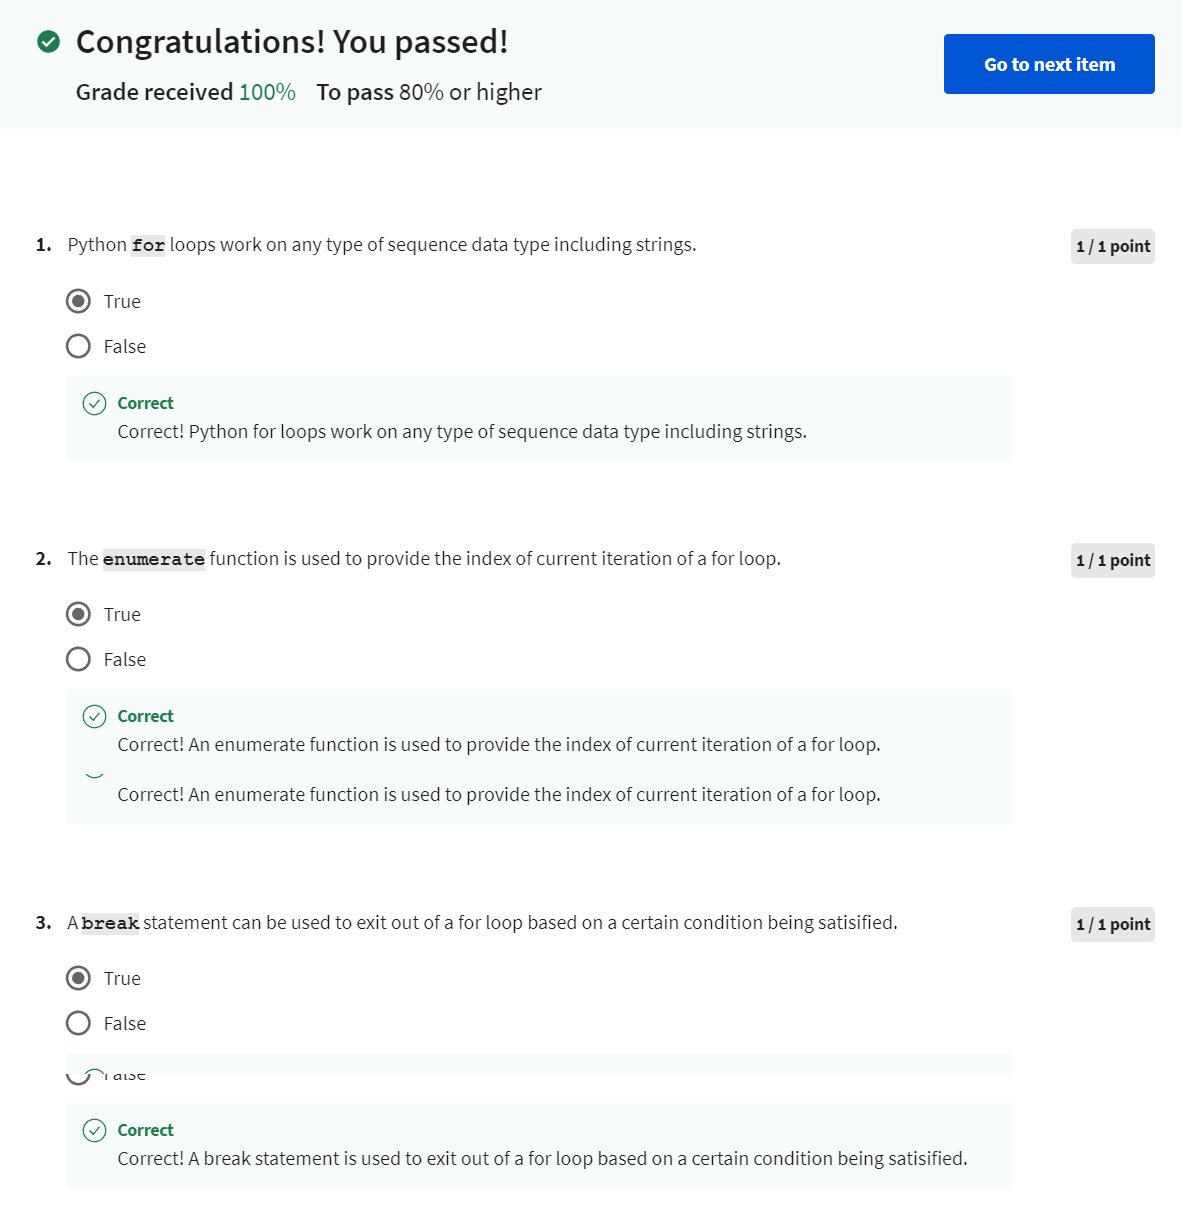 Congratulations! You passed!
Go to next item
Grade received 100% To pass 80% or higher
1. Python for loops work on any type of sequence data type including strings.
1 / 1 point
True
False
Correct
Correct! Python for loops work on any type of sequence data type including strings.
2. The enumerate function is used to provide the index of current iteration of a for loop.
1 / 1 point
True
False
Correct
Correct! An enumerate function is used to provide the index of current iteration of a for loop.
Correct! An enumerate function is used to provide the index of current iteration of a for loop.
3. A break statement can be used to exit out of a for loop based on a certain condition being satisified.
1 / 1 point
True
False
Correct
Correct! A break statement is used to exit out of a for loop based on a certain condition being satisified.